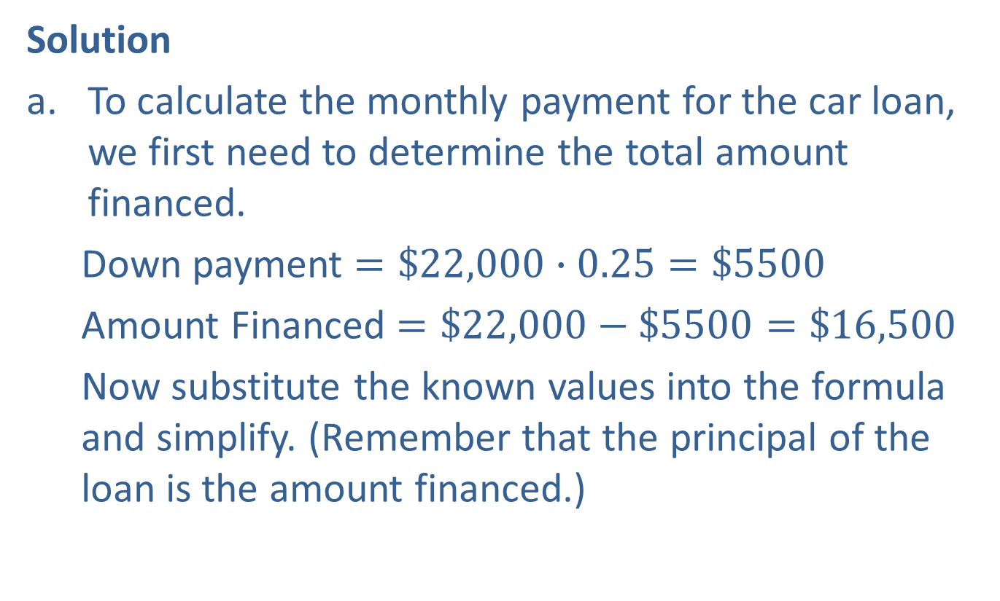 Solution
a. To calculate the monthly payment for the car loan,
we first need to determine the total amount
financed.
Down payment = $22,000 · 0.25 = $5500
Amount Financed = $22,000 − $5500 = $16,500
Now substitute the known values into the formula
and simplify. (Remember that the principal of the
loan is the amount financed.)